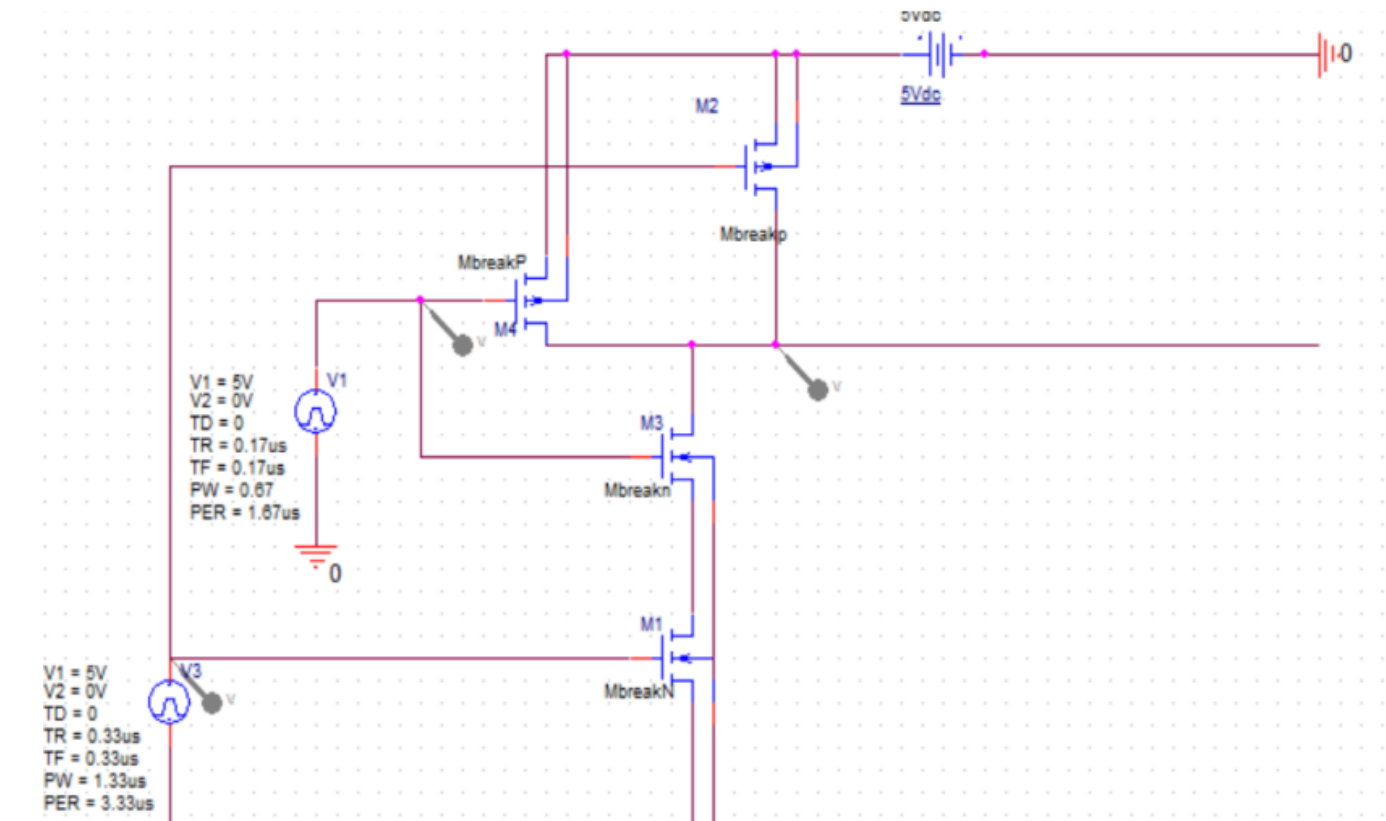 5Vdc
0
5Vdc
M2
Mbreakp
MbreakP
M4
V
V1
V1 = 5V
V2 = 0V
TD = 0
TR = 0.17us
TF = 0.17us
PW = 0.67
PER = 1.67us
0
V
M3
Mbreakn
M1
MbreakN
V3
V
V1 = 5V
V2 = 0V
TD = 0
TR = 0.33us
TF = 0.33us
PW = 1.33us
PER = 3.33us